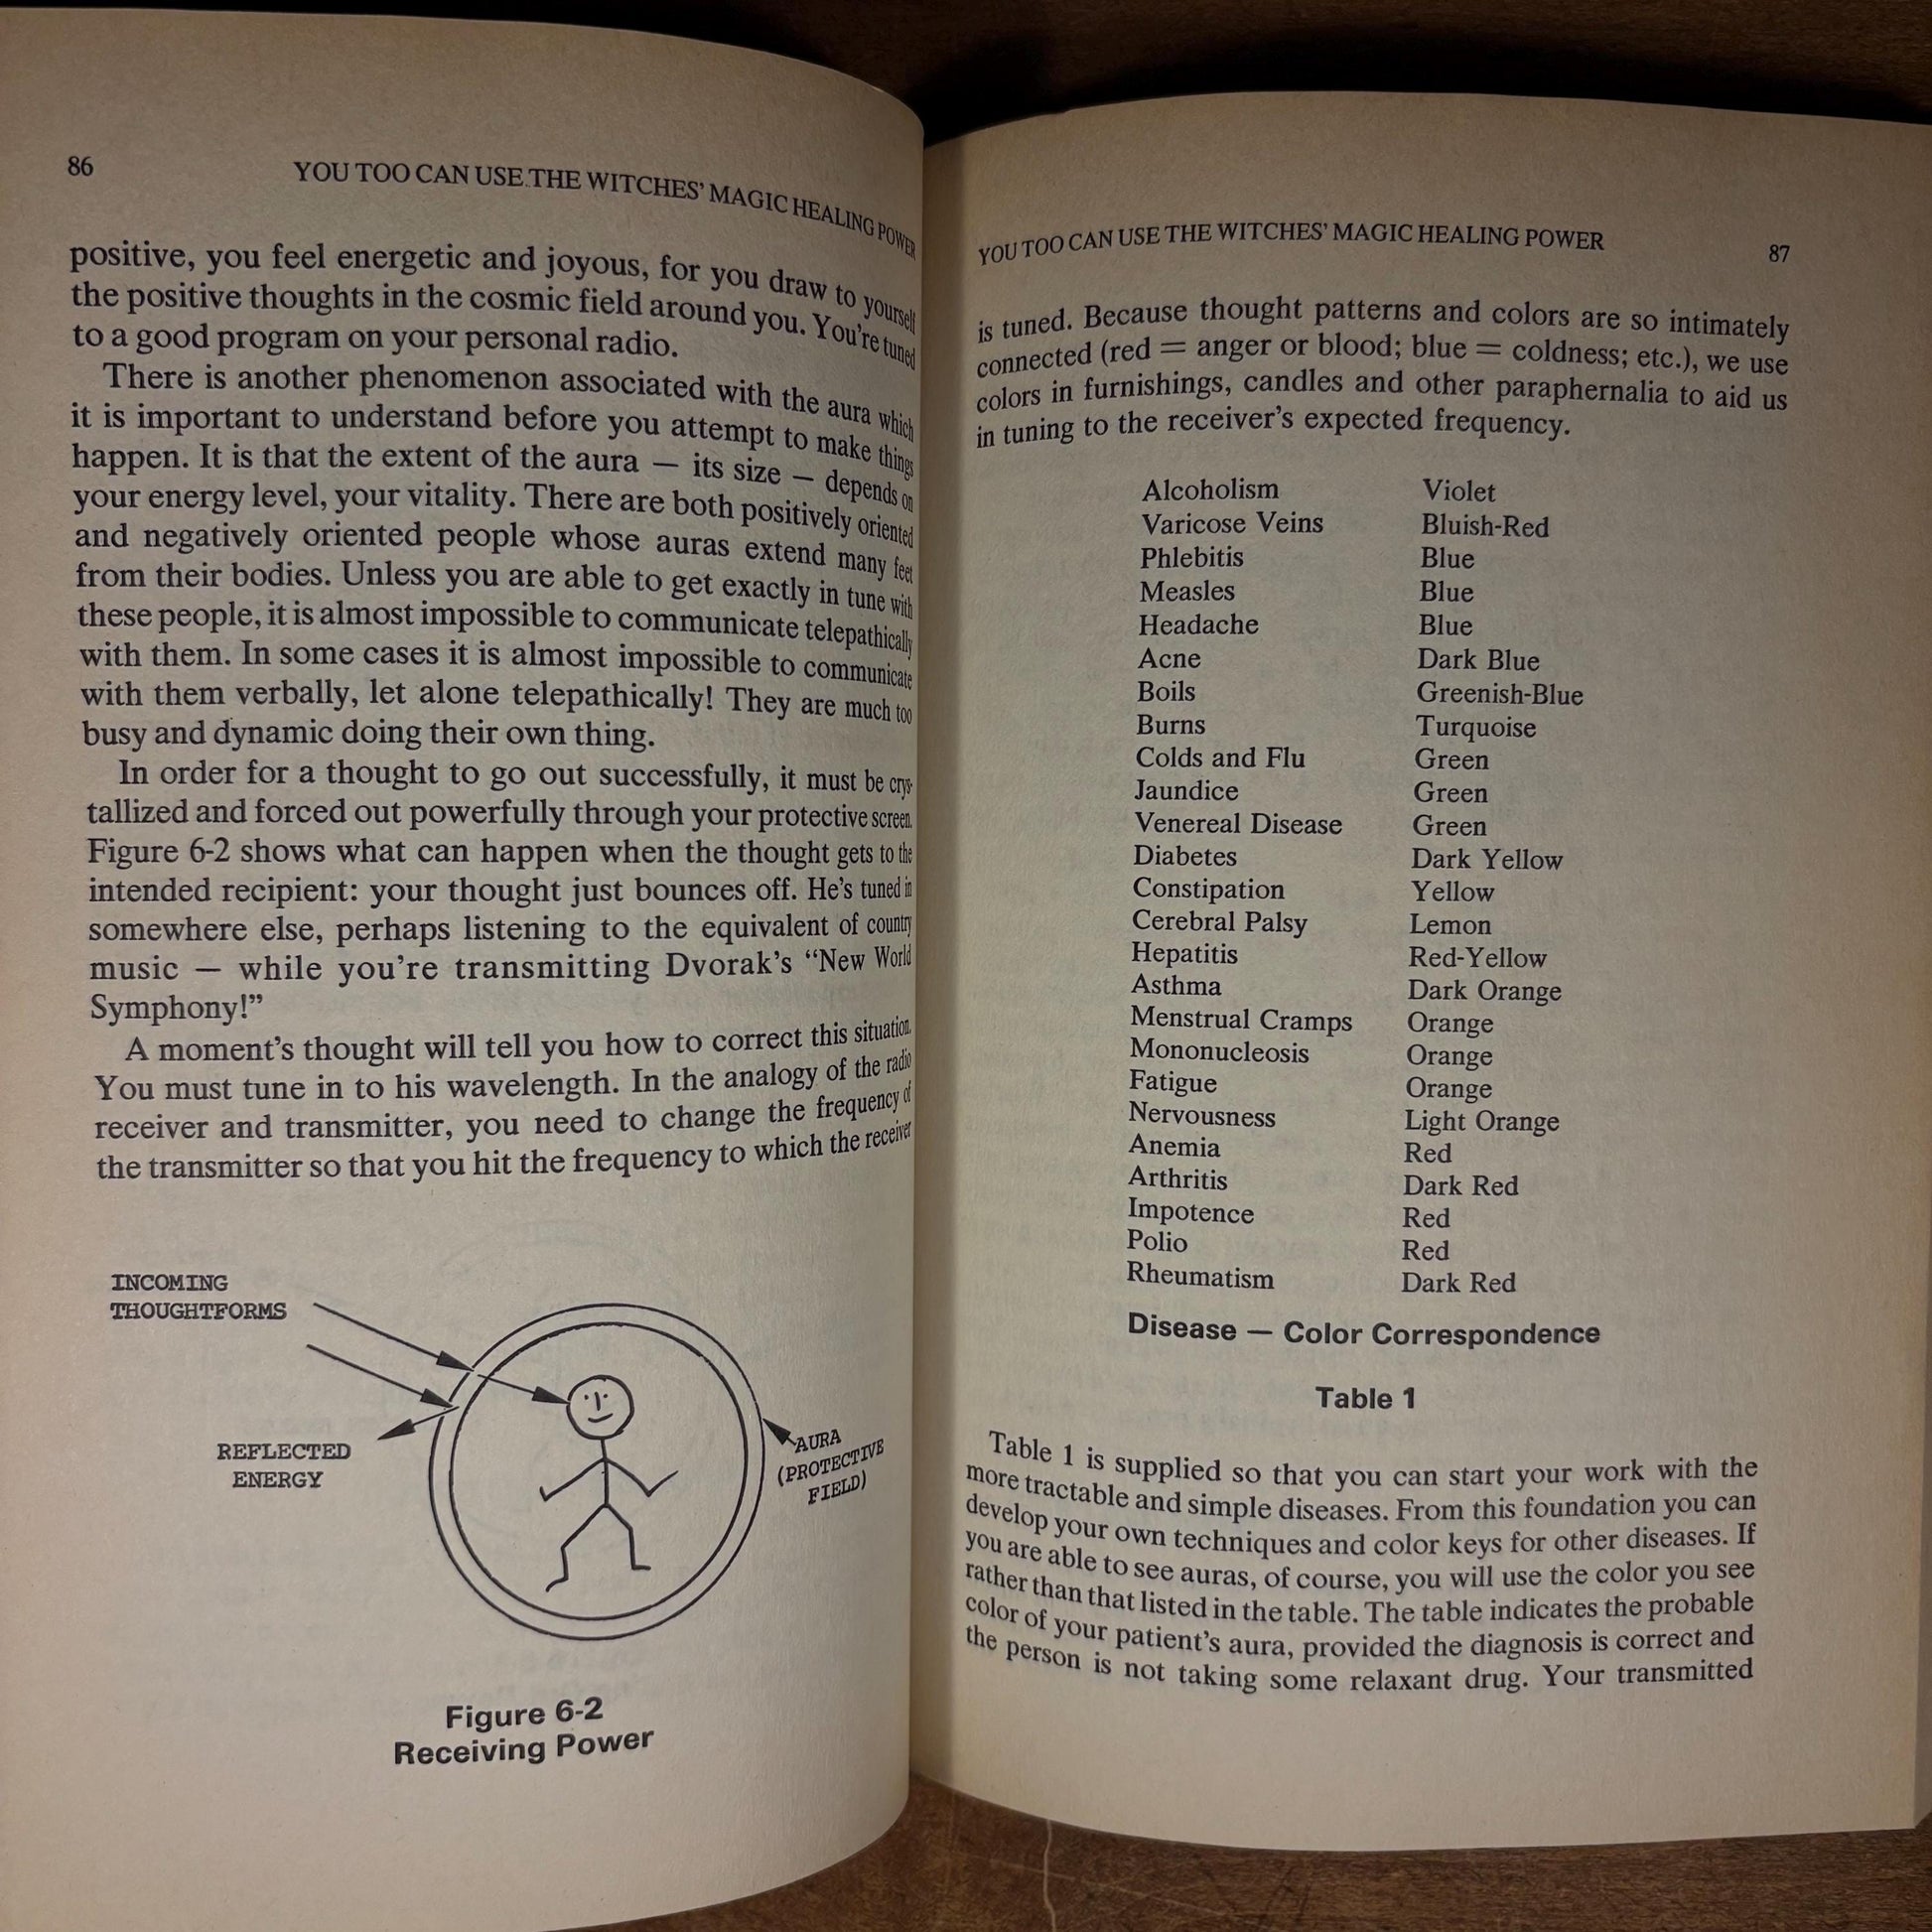 86
YOU TOO CAN USE THE WITCHES' MAGIC HEALING POWER
positive, you feel energetic and joyous, for you draw to yourself
the positive thoughts in the cosmic field around you. You're tuned
to a good program on your personal radio.
There is another phenomenon associated with the aura which
it is important to understand before you attempt to make things
happen. It is that the extent of the aura — its size — depends on
your energy level, your vitality. There are both positively oriented
and negatively oriented people whose auras extend many feet
from their bodies. Unless you are able to get exactly in tune with
these people, it is almost impossible to communicate telepathically
with them. In some cases it is almost impossible to communicate
with them verbally, let alone telepathically! They are much too
busy and dynamic doing their own thing.
In order for a thought to go out successfully, it must be crys-
tallized and forced out powerfully through your protective screen.
Figure 6-2 shows what can happen when the thought gets to the
intended recipient: your thought just bounces off. He's tuned in
somewhere else, perhaps listening to the equivalent of country
music — while you're transmitting Dvorak's “New World
Symphony!”
A moment's thought will tell you how to correct this situation.
You must tune in to his wavelength. In the analogy of the radio
receiver and transmitter, you need to change the frequency of
the transmitter so that you hit the frequency to which the receiver
INCOMING
THOUGHTFORMS
REFLECTED
ENERGY
AURA
(PROTECTIVE
FIELD)
Figure 6-2
Receiving Power
YOU TOO CAN USE THE WITCHES' MAGIC HEALING POWER
87
is tuned. Because thought patterns and colors are so intimately
connected (red = anger or blood; blue = coldness; etc.), we use
colors in furnishings, candles and other paraphernalia to aid us
in tuning to the receiver's expected frequency.
Alcoholism Violet
Varicose Veins Bluish-Red
Phlebitis Blue
Measles Blue
Headache Blue
Acne Dark Blue
Boils Greenish-Blue
Burns Turquoise
Colds and Flu Green
Jaundice Green
Venereal Disease Green
Diabetes Dark Yellow
Constipation Yellow
Cerebral Palsy Lemon
Hepatitis Red-Yellow
Asthma Dark Orange
Menstrual Cramps Orange
Mononucleosis Orange
Fatigue Orange
Nervousness Light Orange
Anemia Red
Arthritis Dark Red
Impotence Red
Polio Red
Rheumatism Dark Red
Disease — Color Correspondence
Table 1
Table 1 is supplied so that you can start your work with the
more tractable and simple diseases. From this foundation you can
develop your own techniques and color keys for other diseases. If
you are able to see auras, of course, you will use the color you see
rather than that listed in the table. The table indicates the probable
color of your patient's aura, provided the diagnosis is correct and
the person is not taking some relaxant drug. Your transmitted